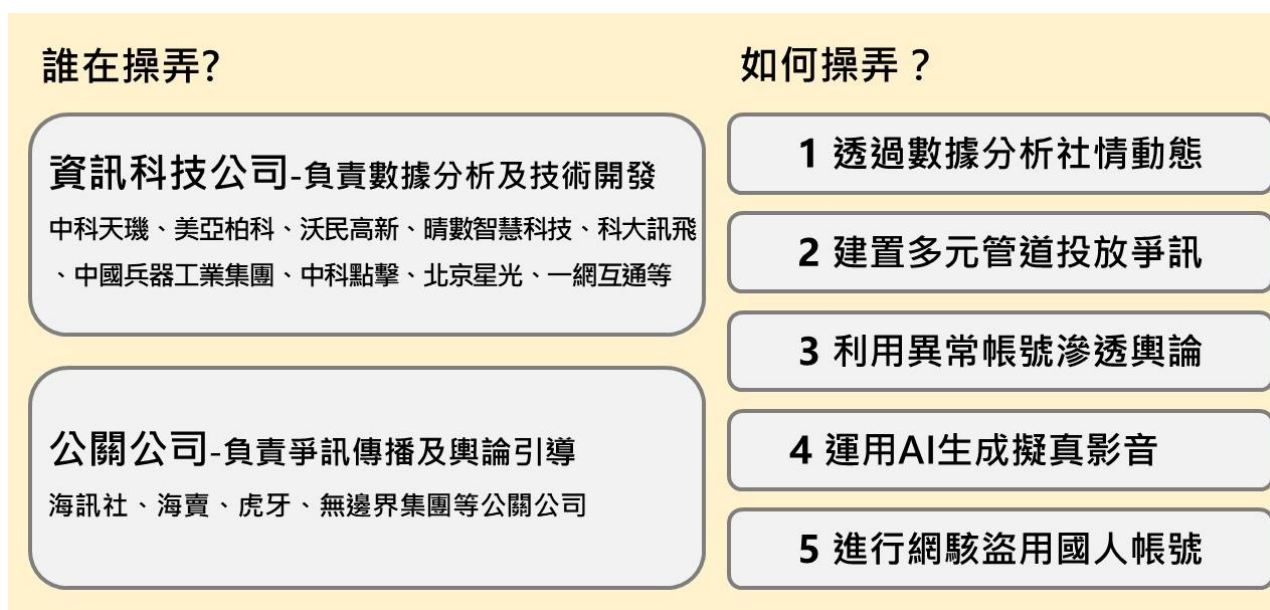 誰在操弄?
資訊科技公司-負責數據分析及技術開發
中科天璣、美亞柏科、沃民高新、晴數智慧科技、科大訊飛
、中國兵器工業集團、中科點擊、北京星光、一網互通等
公關公司-負責爭訊傳播及輿論引導
海訊社、海賣、虎牙、無邊界集團等公關公司
如何操弄？
1 透過數據分析社情動態
2 建置多元管道投放爭訊
3 利用異常帳號滲透輿論
4 運用AI生成擬真影音
5 進行網駭盜用國人帳號